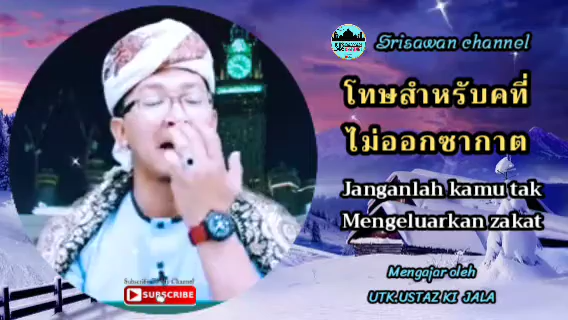 Srisawan channel
โทษสำหรับคที่
ไม่ออกซากาต
Janganlah kamu tak
Mengeluarkan zakat
Mengajar oleh
UTK.USTAZ KI JALA
SUBSCRIBE